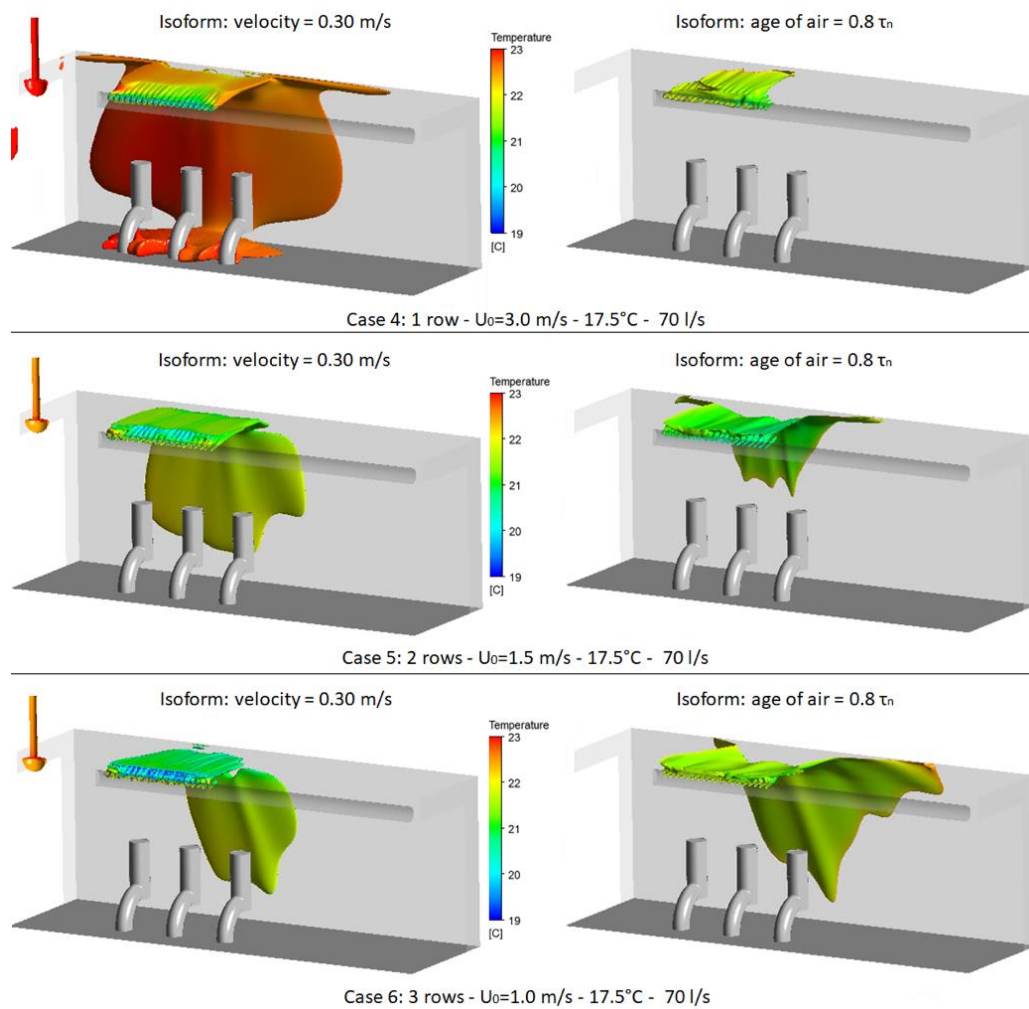 Isoform: velocity = 0.30 m/s
Isoform: age of air = 0.8 τₙ
Temperature
23
22
21
20
19
[C]
Case 4: 1 row - U₀=3.0 m/s - 17.5°C - 70 l/s
Isoform: velocity = 0.30 m/s
Isoform: age of air = 0.8 τₙ
Temperature
23
22
21
20
19
[C]
Case 5: 2 rows - U₀=1.5 m/s - 17.5°C - 70 l/s
Isoform: velocity = 0.30 m/s
Isoform: age of air = 0.8 τₙ
Temperature
23
22
21
20
19
[C]
Case 6: 3 rows - U₀=1.0 m/s - 17.5°C - 70 l/s